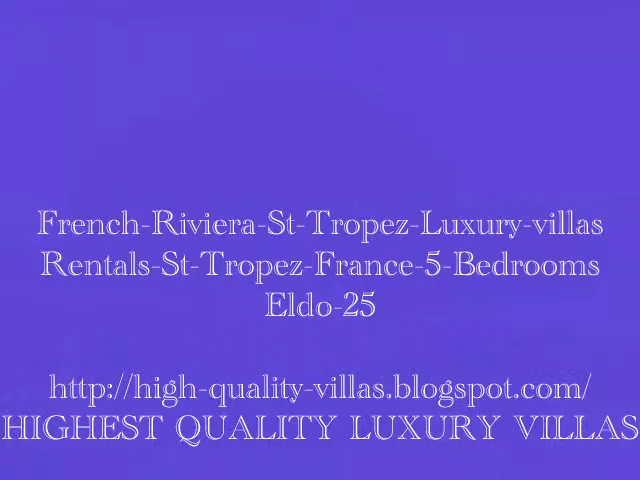 French-Riviera-St-Tropez-Luxury-villas
Rentals-St-Tropez-France-5-Bedrooms
Eldo-25
http://high-quality-villas.blogspot.com/
HIGHEST QUALITY LUXURY VILLAS